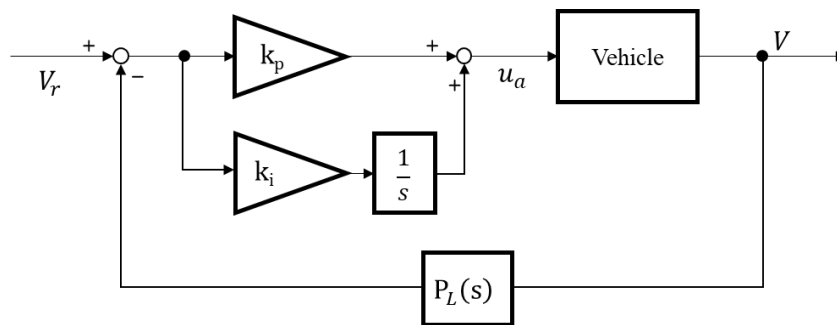 +
k_p
+
Vehicle
V
V_r
−
u_a
+
k_i
1/s
P_L(s)